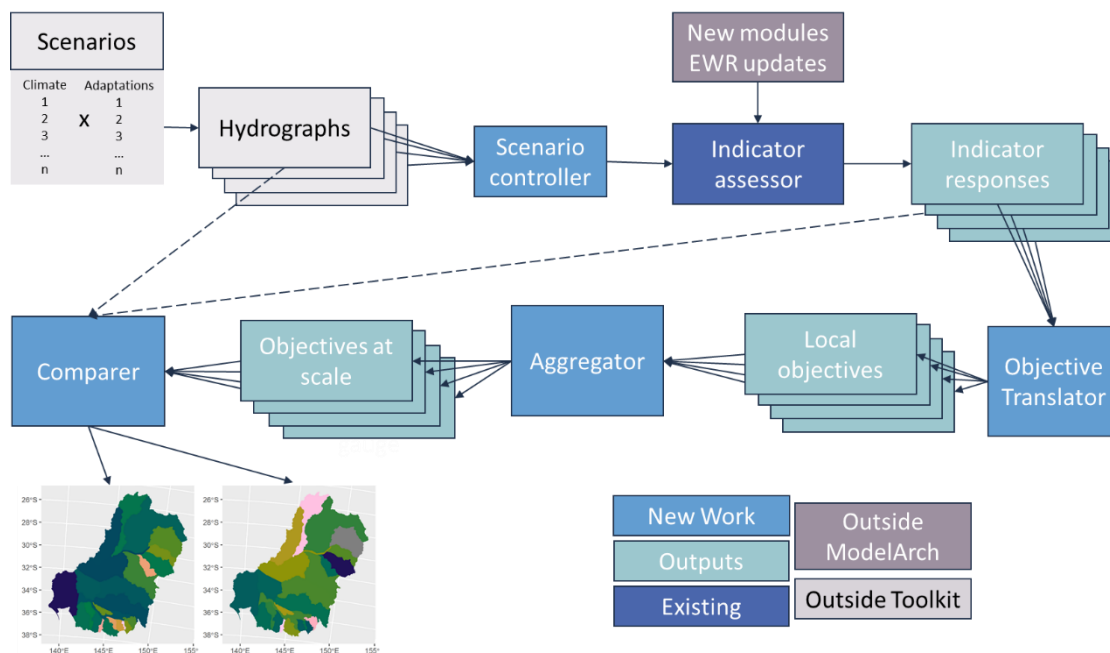 Scenarios
Climate Adaptations
1 1
2 X 2
3 3
... ...
n n
Hydrographs
Scenario
controller
New modules
EWR updates
Indicator
assessor
Indicator
responses
Comparer
Objectives at
scale
Aggregator
Local
objectives
Objective
Translator
26°S
28°S
30°S
32°S
34°S
36°S
38°S
140°E 145°E 150°E 155°
26°S
28°S
30°S
32°S
34°S
36°S
38°S
140°E 145°E 150°E 155°
New Work
Outputs
Existing
Outside
ModelArch
Outside Toolkit